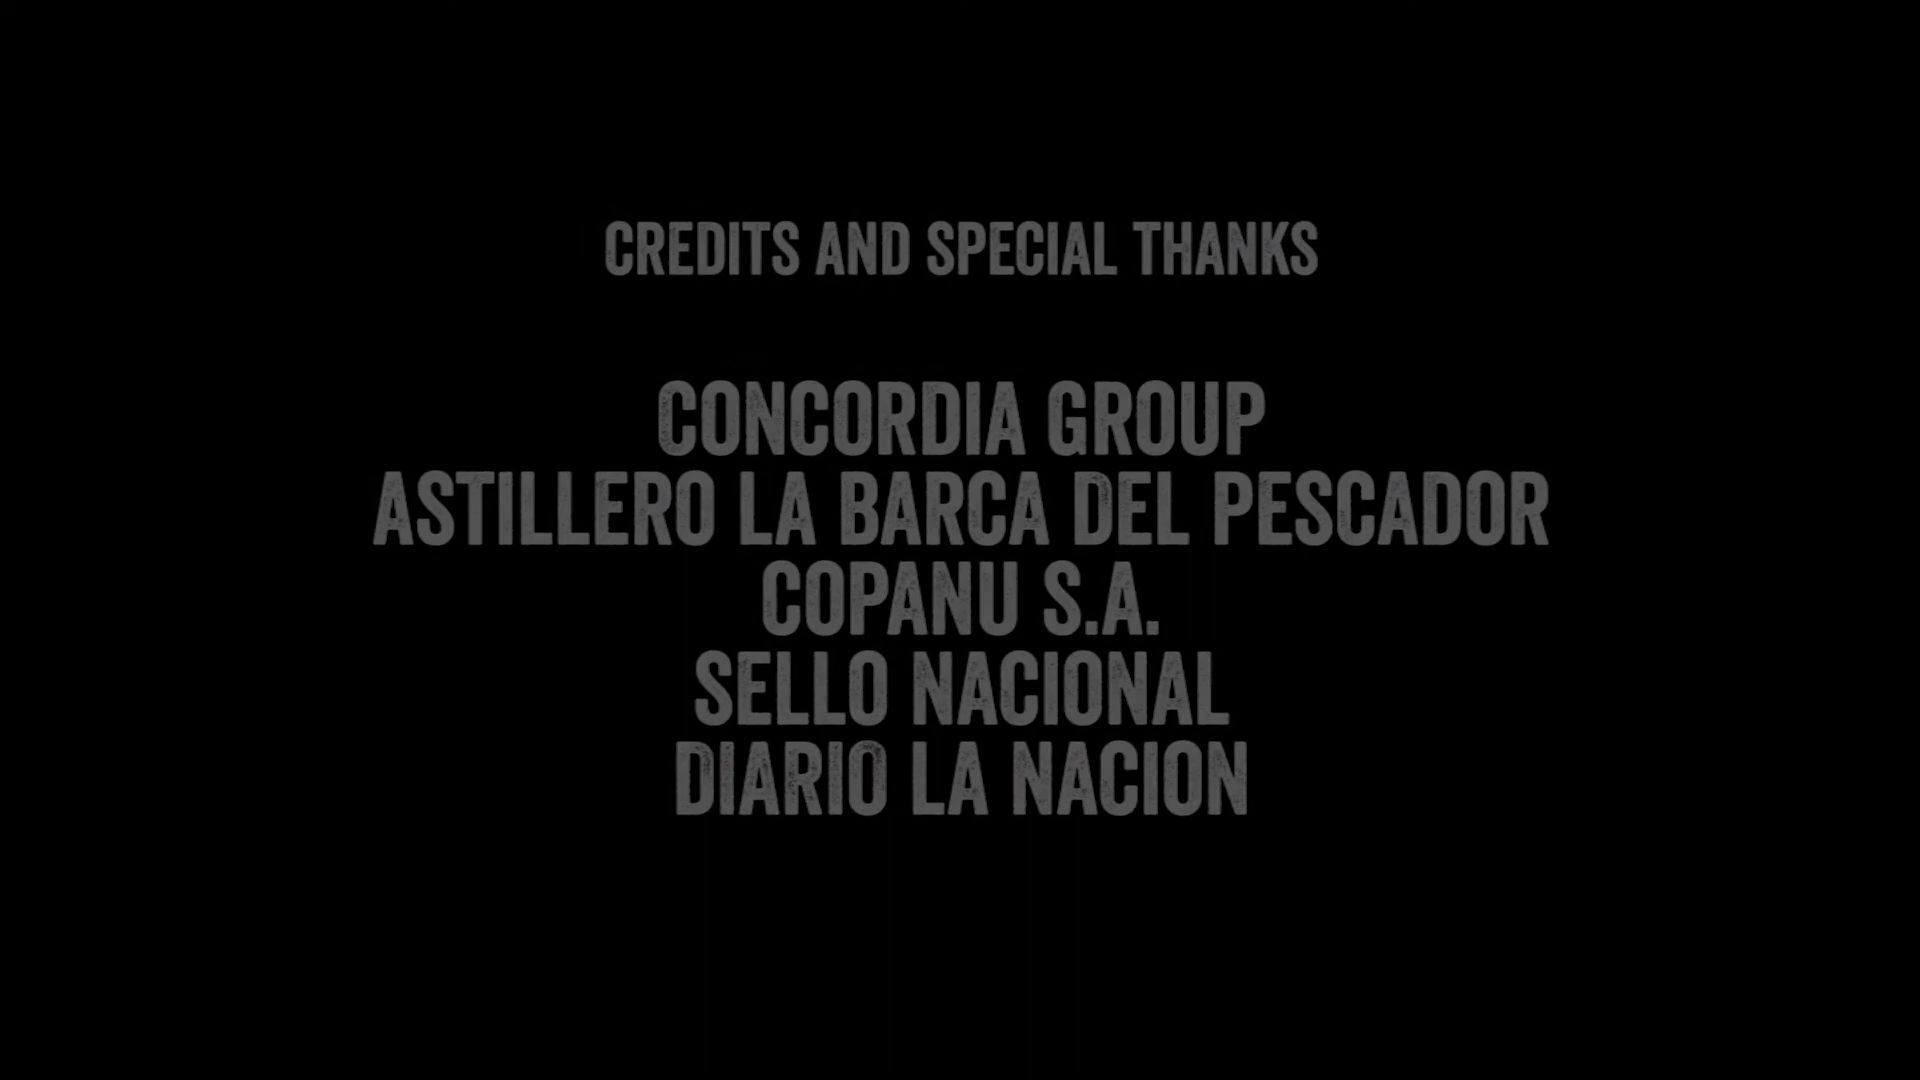 CREDITS AND SPECIAL THANKS
CONCORDIA GROUP
ASTILLERO LA BARCA DEL PESCADOR
COPANU S.A.
SELLO NACIONAL
DIARIO LA NACION